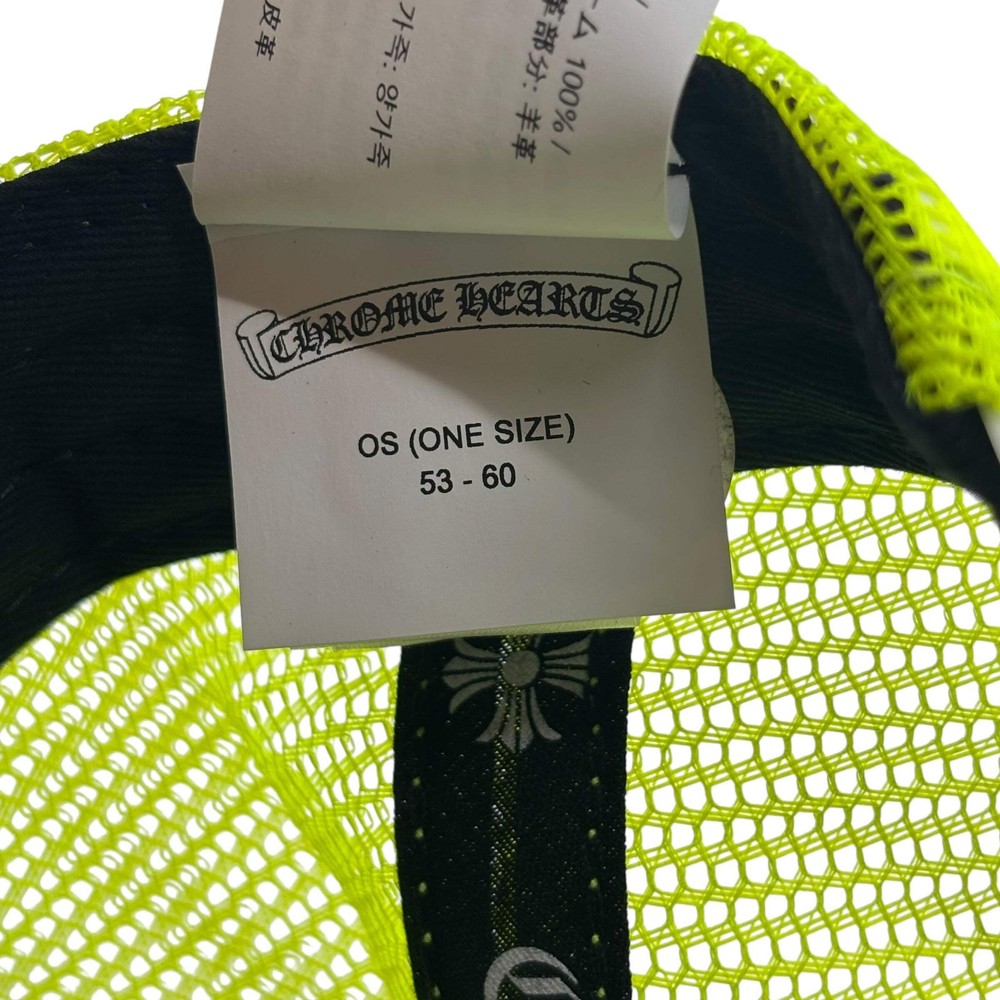 皮革
가죽: 양가죽
ーム 100% /
革部分: 羊革
CHROME HEARTS
OS (ONE SIZE)
53 - 60